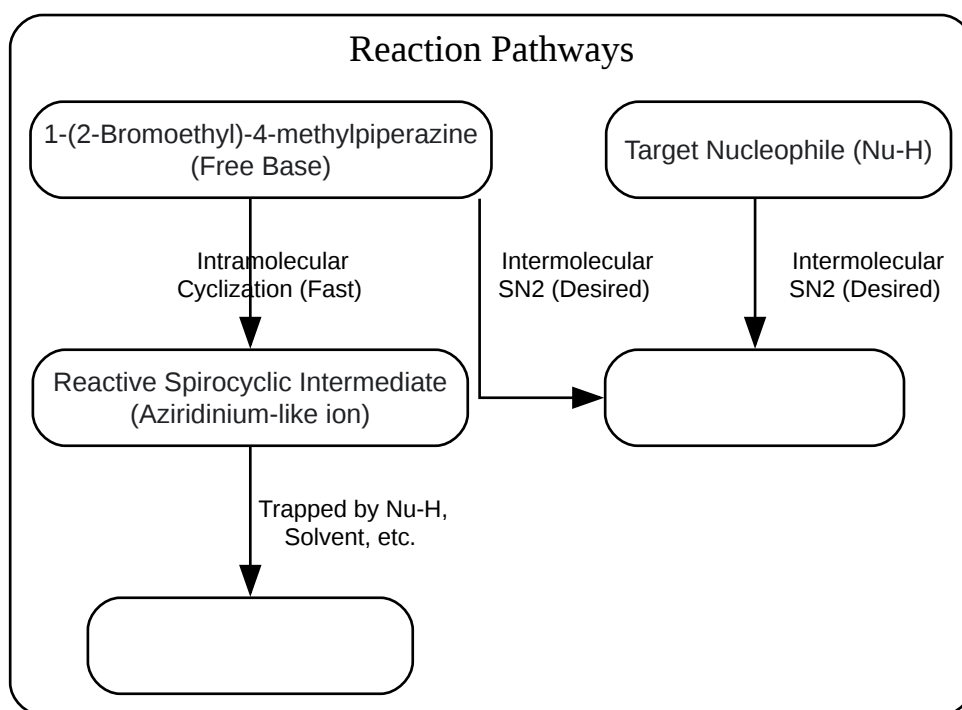 Reaction Pathways
1-(2-Bromoethyl)-4-methylpiperazine
(Free Base)
Target Nucleophile (Nu-H)
Intramolecular
Cyclization (Fast)
Intermolecular
SN2 (Desired)
Intermolecular
SN2 (Desired)
Reactive Spirocyclic Intermediate
(Aziridinium-like ion)
Trapped by Nu-H,
Solvent, etc.